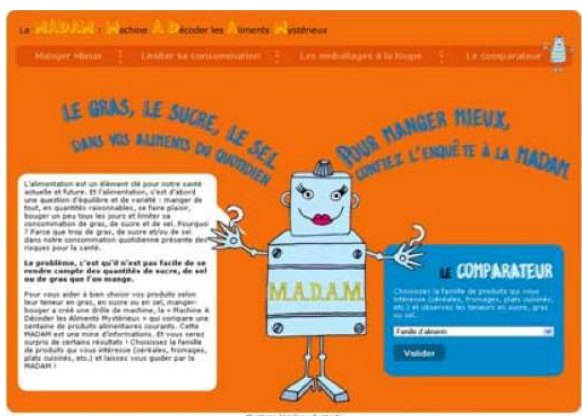 La MADAM : Machine A Décoder les Aliments Mystérieux
Manger Mieux
Limiter sa consommation
Les emballages à la loupe
Le comparateur
LE GRAS, LE SUCRE, LE SEL
DANS VOS ALIMENTS DU QUOTIDIEN
POUR MANGER MIEUX,
CONFIEZ L'ENQUÊTE À LA MADAM
L'alimentation est un élément clé pour notre santé
actuelle et future. Et l'alimentation, c'est d'abord
une question d'équilibre et de variété : manger de
tout, en quantités raisonnables, se faire plaisir,
bouger un peu tous les jours et limiter sa
consommation de gras, de sucre et de sel. Pourquoi
? Parce que trop de gras, de sucre et/ou de sel
dans notre consommation quotidienne présente des
risques pour la santé.
Le problème, c'est qu'il n'est pas facile de se
rendre compte des quantités de sucre, de sel
ou de gras que l'on mange.
Pour vous aider à bien choisir vos produits selon
leur teneur en gras, en sucre ou en sel, manger-
bouger a créé une drôle de machine, la « Machine A
Décoder les Aliments Mystérieux » qui compare une
centaine de produits alimentaires courants. Cette
MADAM est une mine d'informations. Et vous serez
surpris de certains résultats ! Choisissez la famille
de produits qui vous intéresse (céréales, fromages,
plats cuisinés, etc.) et laissez vous guider par la
MADAM !
M.A.D.A.M.
LE COMPARATEUR
Choisissez la famille de produits qui vous
intéresse (céréales, fromages, plats cuisinés,
etc.) et observez les teneurs en sucre, gras
ou sel.
Famille d'aliments
Valider